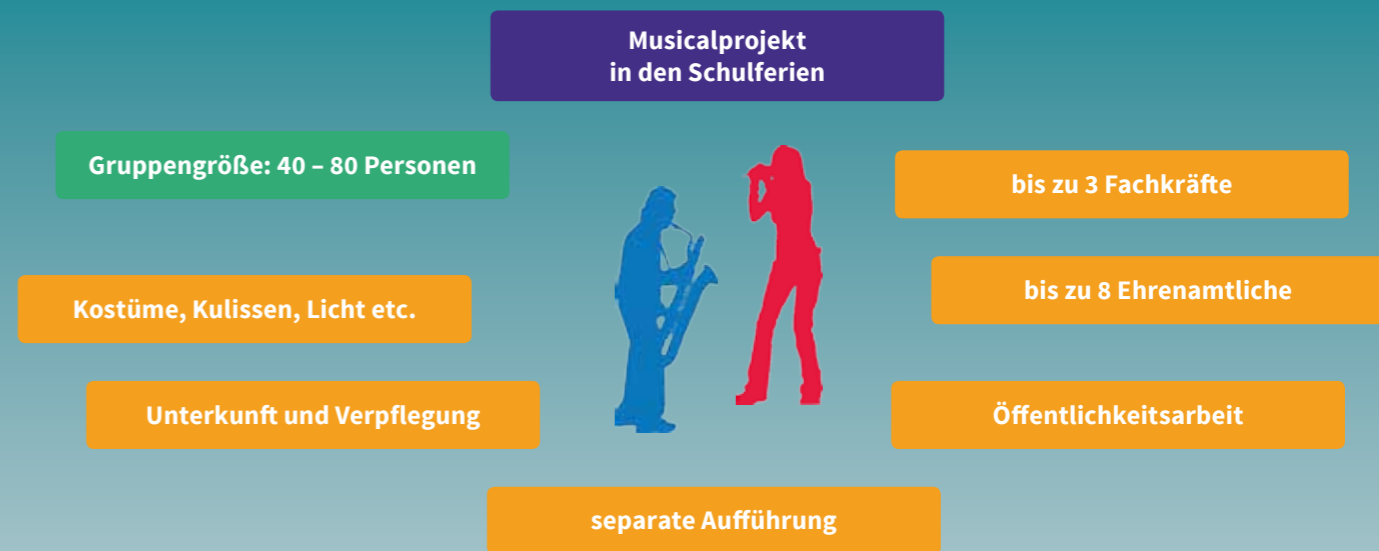 Musicalprojekt
in den Schulferien
Gruppengröße: 40 – 80 Personen
bis zu 3 Fachkräfte
bis zu 8 Ehrenamtliche
Kostüme, Kulissen, Licht etc.
Unterkunft und Verpflegung
Öffentlichkeitsarbeit
separate Aufführung